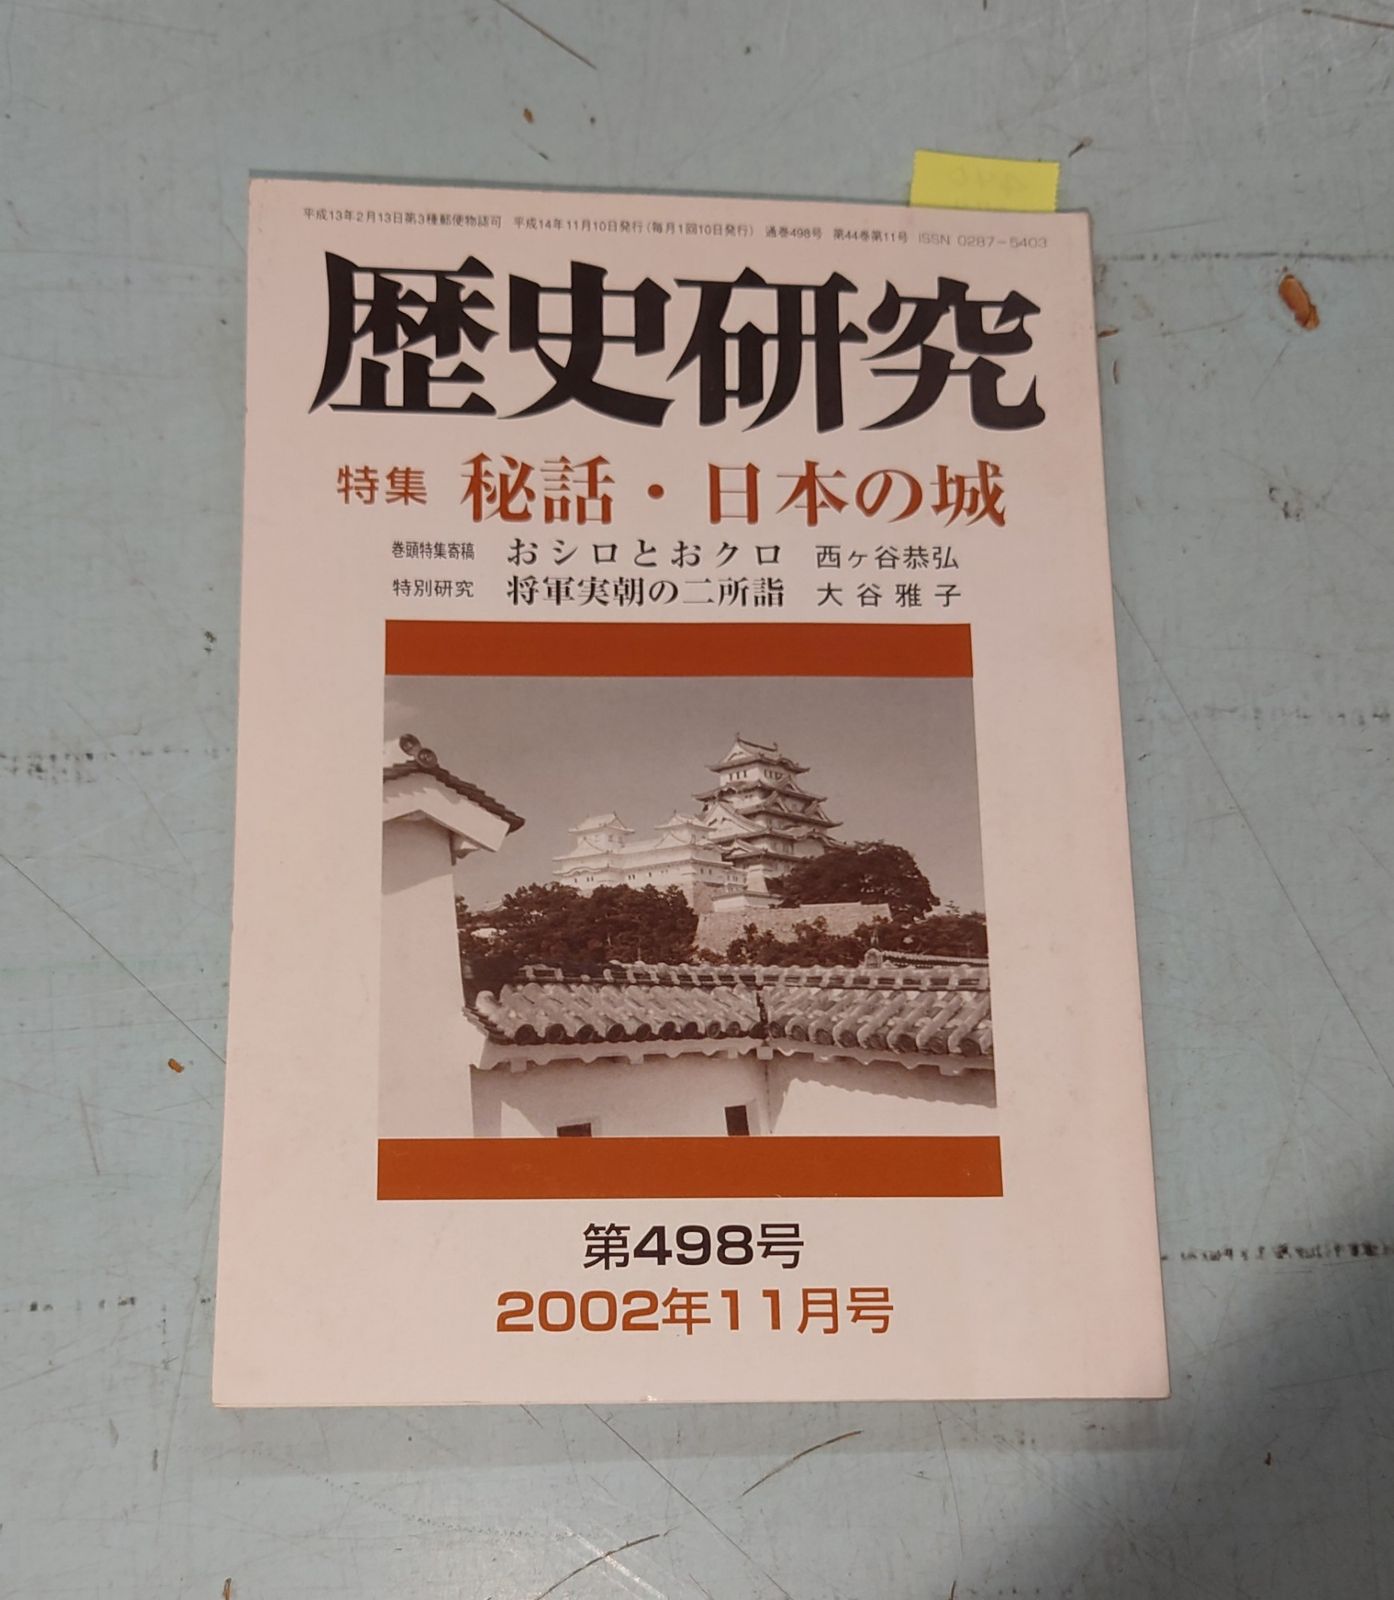 平成13年2月13日第3種郵便物認可 平成14年11月10日発行(毎月1回10日発行) 通巻498号 第44巻第11号 ISSN 0287-5403
歴史研究
特集 秘話・日本の城
巻頭特集寄稿 おシロとおクロ 西ヶ谷恭弘
特別研究 将軍実朝の二所詣 大谷雅子
第498号
2002年11月号